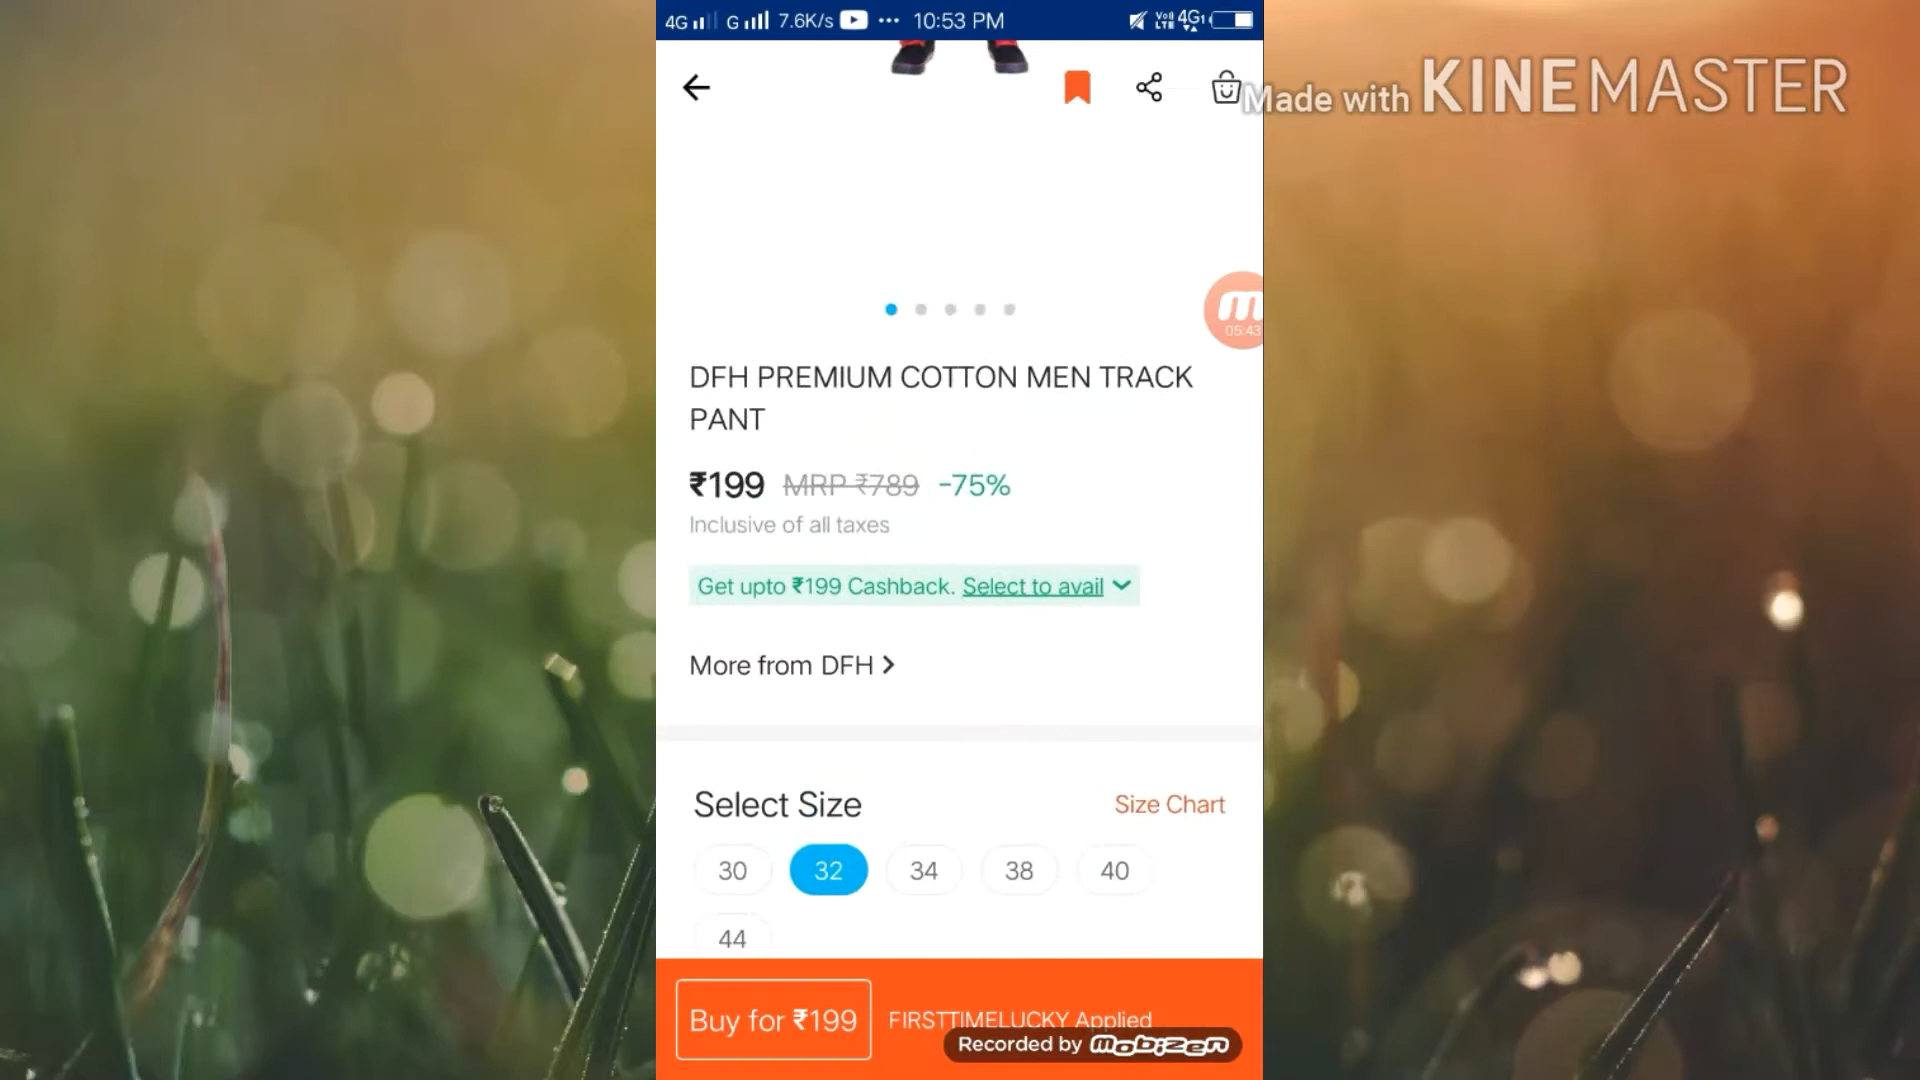 4G G 7.6K/s 10:53 PM 4G
Made with KINEMASTER
05:43
DFH PREMIUM COTTON MEN TRACK
PANT
₹199 MRP ₹789 -75%
Inclusive of all taxes
Get upto ₹199 Cashback. Select to avail
More from DFH >
Select Size Size Chart
30 32 34 38 40
44
Buy for ₹199 FIRSTTIMELUCKY Applied
Recorded by mobizen